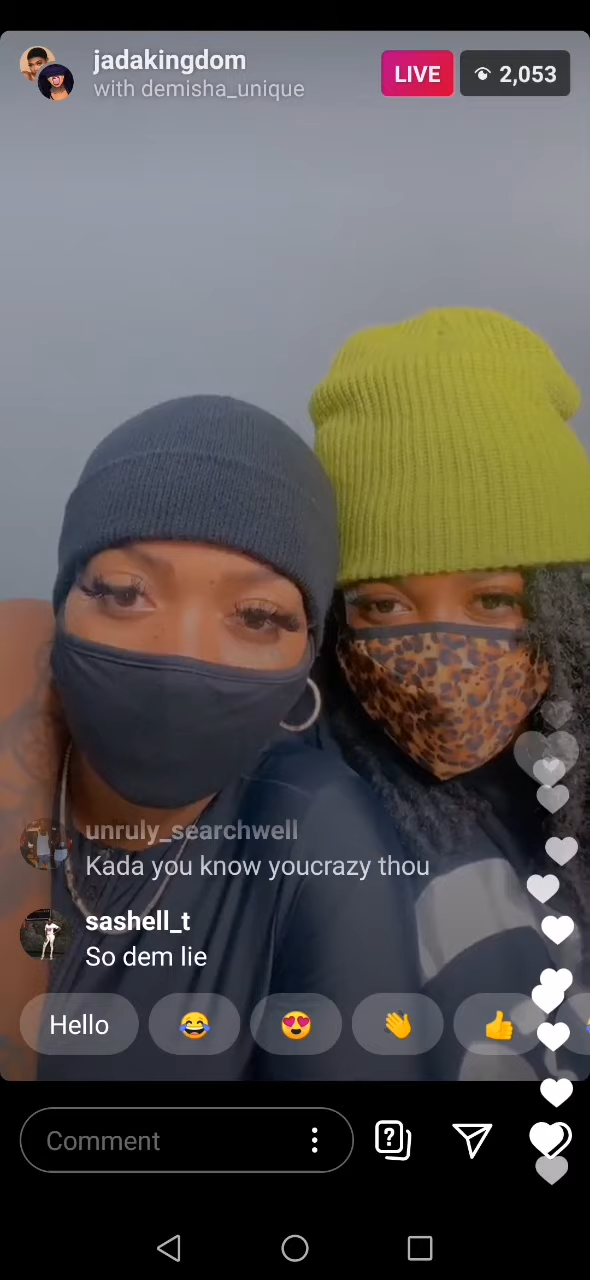 jadakingdom
with demisha_unique
LIVE
2,053
unruly_searchwell
Kada you know youcrazy thou
sashell_t
So dem lie
Hello
Comment